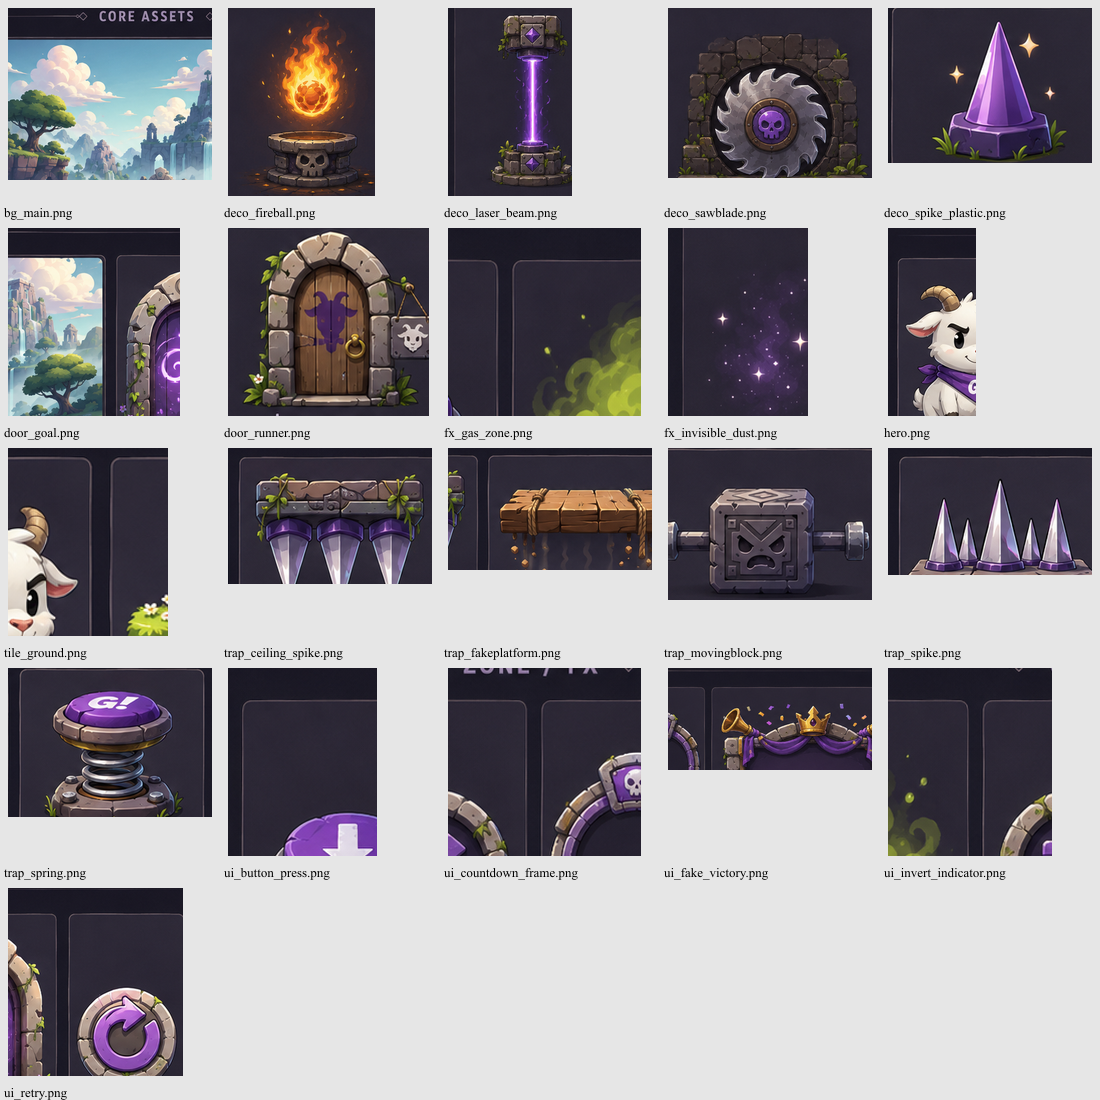 CORE ASSETS
bg_main.png
deco_fireball.png
deco_laser_beam.png
deco_sawblade.png
deco_spike_plastic.png
door_goal.png
door_runner.png
fx_gas_zone.png
fx_invisible_dust.png
G
hero.png
tile_ground.png
trap_ceiling_spike.png
trap_fakeplatform.png
trap_movingblock.png
trap_spike.png
G!
ZONE / FX
trap_spring.png
ui_button_press.png
ui_countdown_frame.png
ui_fake_victory.png
ui_invert_indicator.png
ui_retry.png